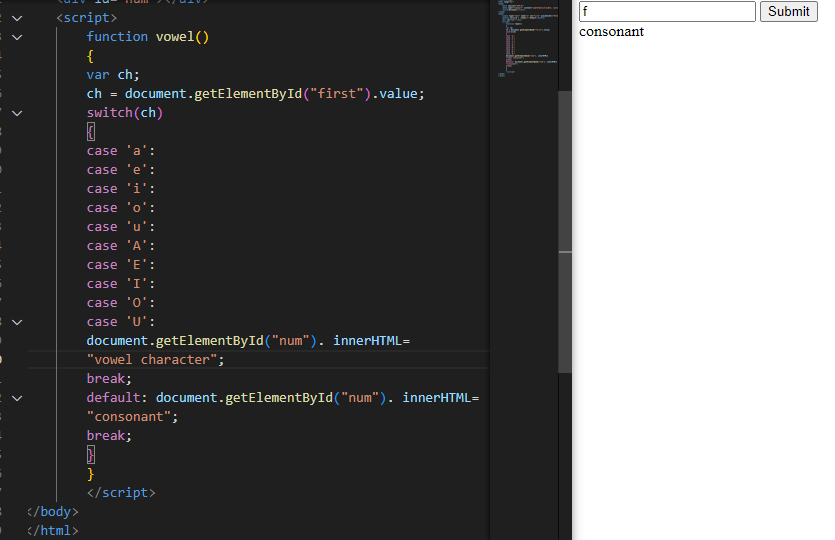 <div id="num"></div>
<script>
function vowel()
{
var ch;
ch = document.getElementById("first").value;
switch(ch)
{
case 'a':
case 'e':
case 'i':
case 'o':
case 'u':
case 'A':
case 'E':
case 'I':
case 'O':
case 'U':
document.getElementById("num"). innerHTML=
"vowel character";
break;
default: document.getElementById("num"). innerHTML=
"consonant";
break;
}
}
</script>
</body>
</html>
f
Submit
consonant